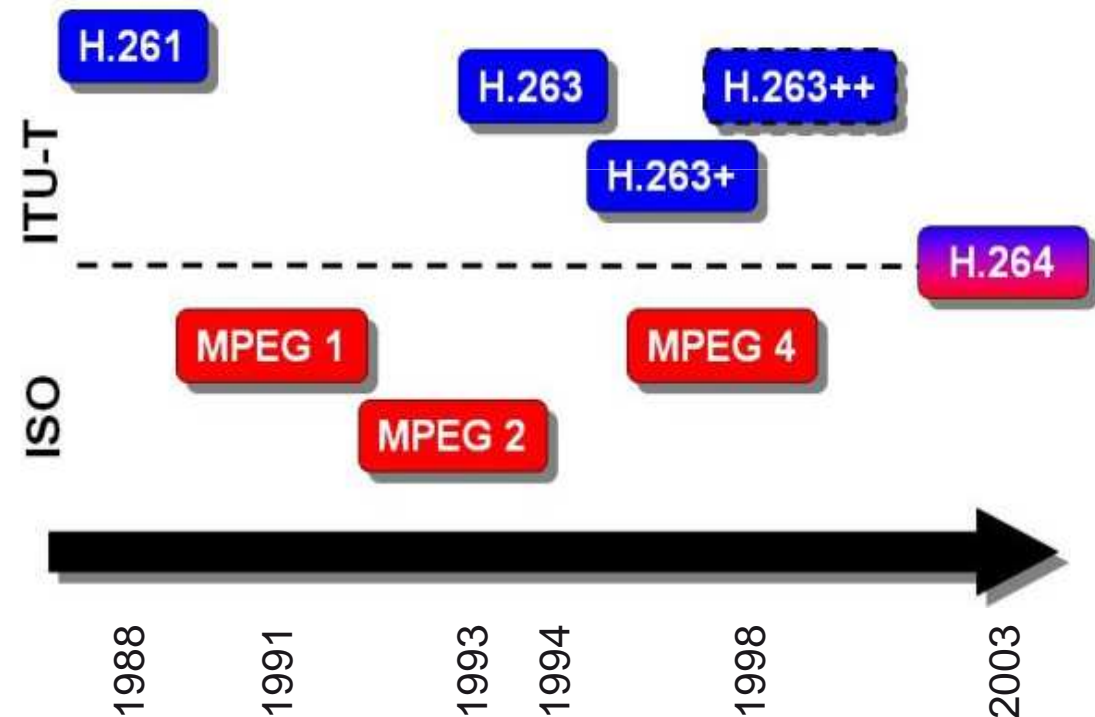 ITU-T
H.261
H.263
H.263++
H.263+
H.264
ISO
MPEG 1
MPEG 4
MPEG 2
1988
1991
1993
1994
1998
2003